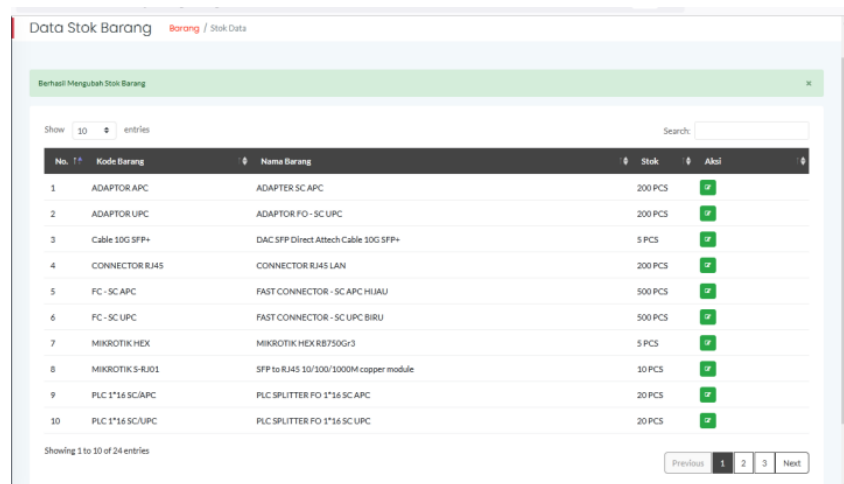 Data Stok Barang Barang / Stok Data
Berhasil Mengubah Stok Barang ×
Show 10 entries Search:
No. Kode Barang Nama Barang Stok Aksi
1 ADAPTOR APC ADAPTER SC APC 200 PCS
2 ADAPTOR UPC ADAPTOR FO - SC UPC 200 PCS
3 Cable 10G SFP+ DAC SFP Direct Attech Cable 10G SFP+ 5 PCS
4 CONNECTOR RJ45 CONNECTOR RJ45 LAN 200 PCS
5 FC - SC APC FAST CONNECTOR - SC APC HIJAU 500 PCS
6 FC - SC UPC FAST CONNECTOR - SC UPC BIRU 500 PCS
7 MIKROTIK HEX MIKROTIK HEX RB750Gr3 5 PCS
8 MIKROTIK S-RJ01 SFP to RJ45 10/100/1000M copper module 10 PCS
9 PLC 1*16 SC/APC PLC SPLITTER FO 1*16 SC APC 20 PCS
10 PLC 1*16 SC/UPC PLC SPLITTER FO 1*16 SC UPC 20 PCS
Showing 1 to 10 of 24 entries
Previous 1 2 3 Next